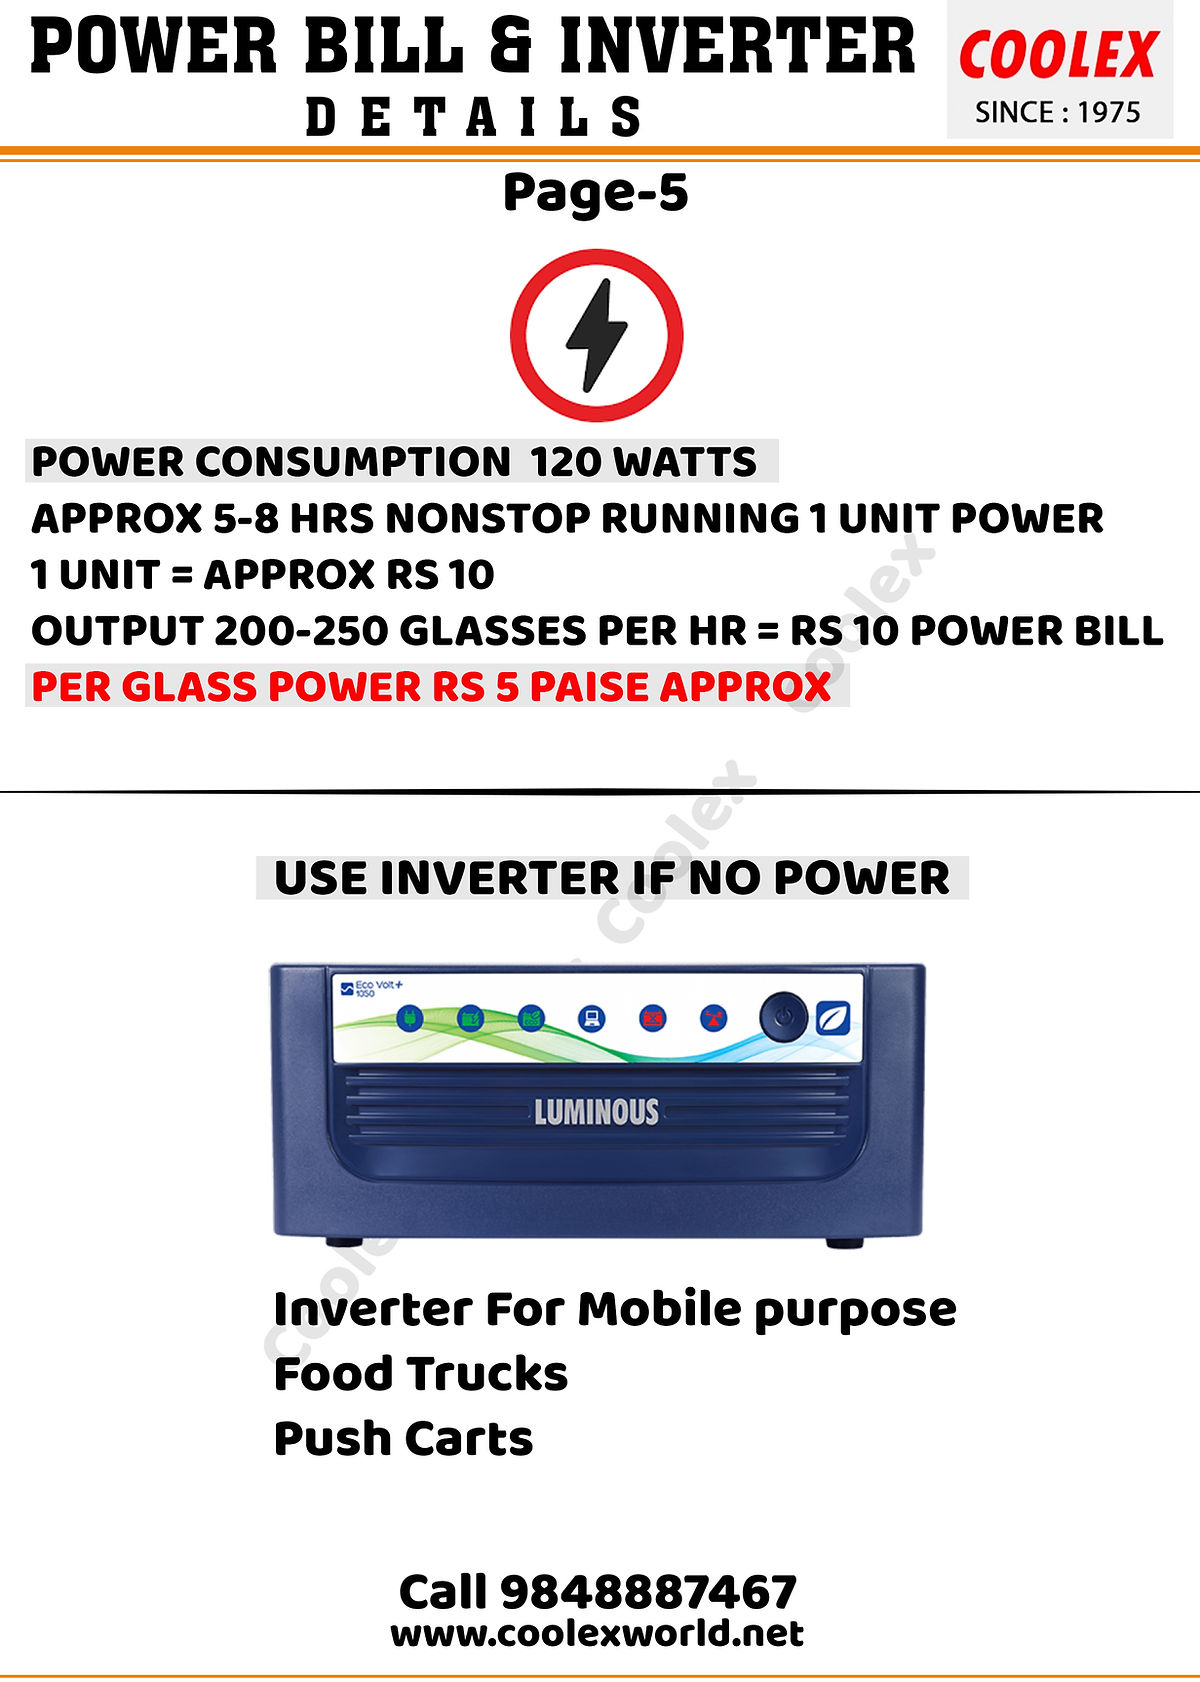 POWER BILL & INVERTER
DETAILS
COOLEX
SINCE : 1975
Page-5
POWER CONSUMPTION 120 WATTS
APPROX 5-8 HRS NONSTOP RUNNING 1 UNIT POWER
1 UNIT = APPROX RS 10
OUTPUT 200-250 GLASSES PER HR = RS 10 POWER BILL
PER GLASS POWER RS 5 PAISE APPROX
Coolex
Coolex
USE INVERTER IF NO POWER
Eco Volt+
1050
LUMINOUS
Coolex
Inverter For Mobile purpose
Food Trucks
Push Carts
Call 9848887467
www.coolexworld.net